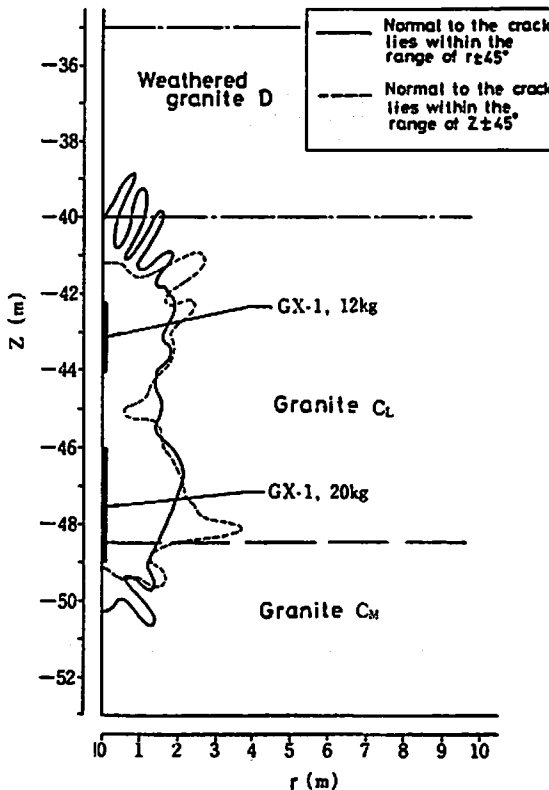 Normal to the crack
lies within the
range of r±45°
Normal to the crack
lies within the
range of Z±45°
Weathered
granite D
−36
−38
−40
−42
−44
−46
−48
−50
−52
Z (m)
GX-1, 12kg
Granite CL
GX-1, 20kg
Granite CM
10 1 2 3 4 5 6 7 8 9 10
r (m)